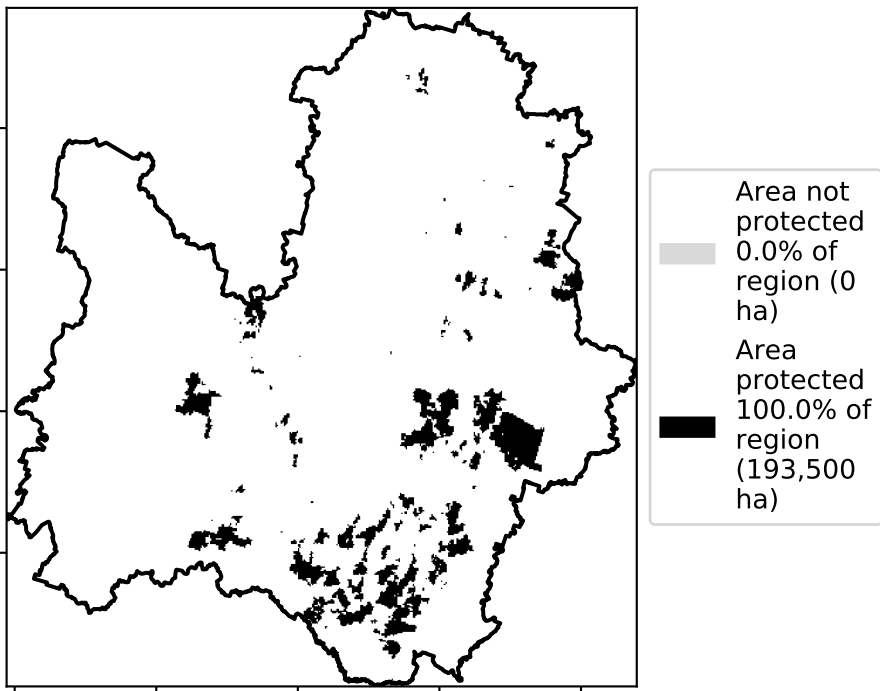 Area not
protected
0.0% of
region (0
ha)
Area
protected
100.0% of
region
(193,500
ha)